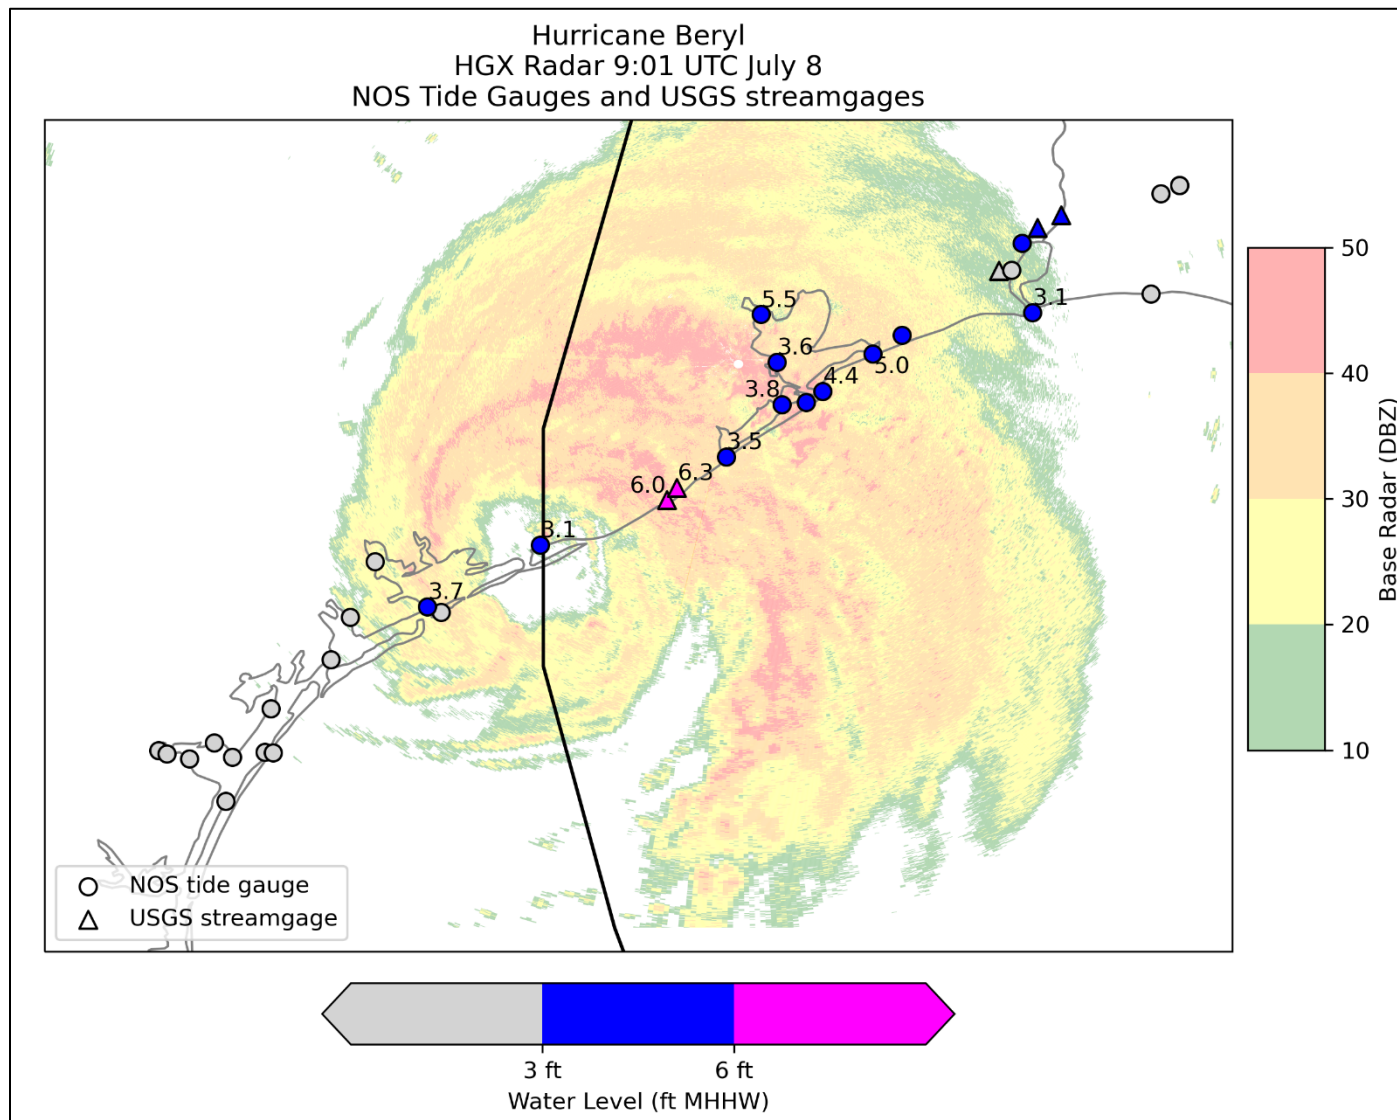 Hurricane Beryl
HGX Radar 9:01 UTC July 8
NOS Tide Gauges and USGS streamgages
5.5
3.1
3.6
5.0
4.4
3.8
3.5
6.3
6.0
3.1
3.7
NOS tide gauge
USGS streamgage
50
40
30
20
10
Base Radar (DBZ)
3 ft
6 ft
Water Level (ft MHHW)